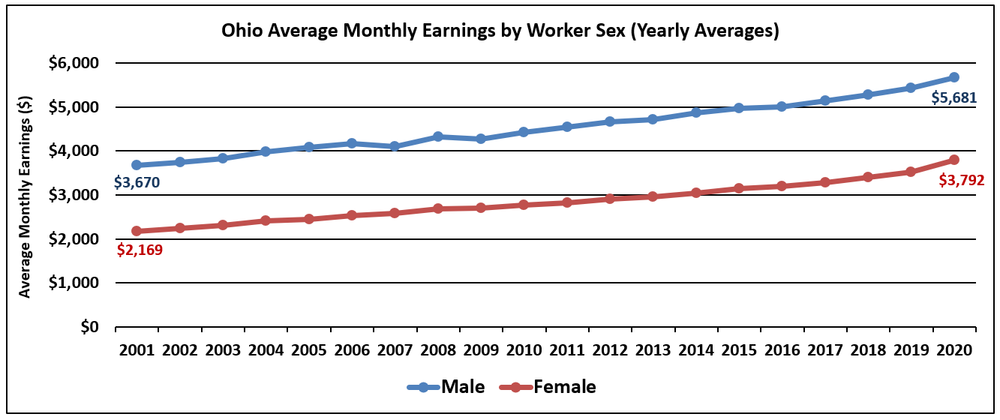 Ohio Average Monthly Earnings by Worker Sex (Yearly Averages)
Average Monthly Earnings ($)
$6,000
$5,000
$4,000
$3,000
$2,000
$1,000
$0
$5,681
$3,670
$3,792
$2,169
2001 2002 2003 2004 2005 2006 2007 2008 2009 2010 2011 2012 2013 2014 2015 2016 2017 2018 2019 2020
Male Female